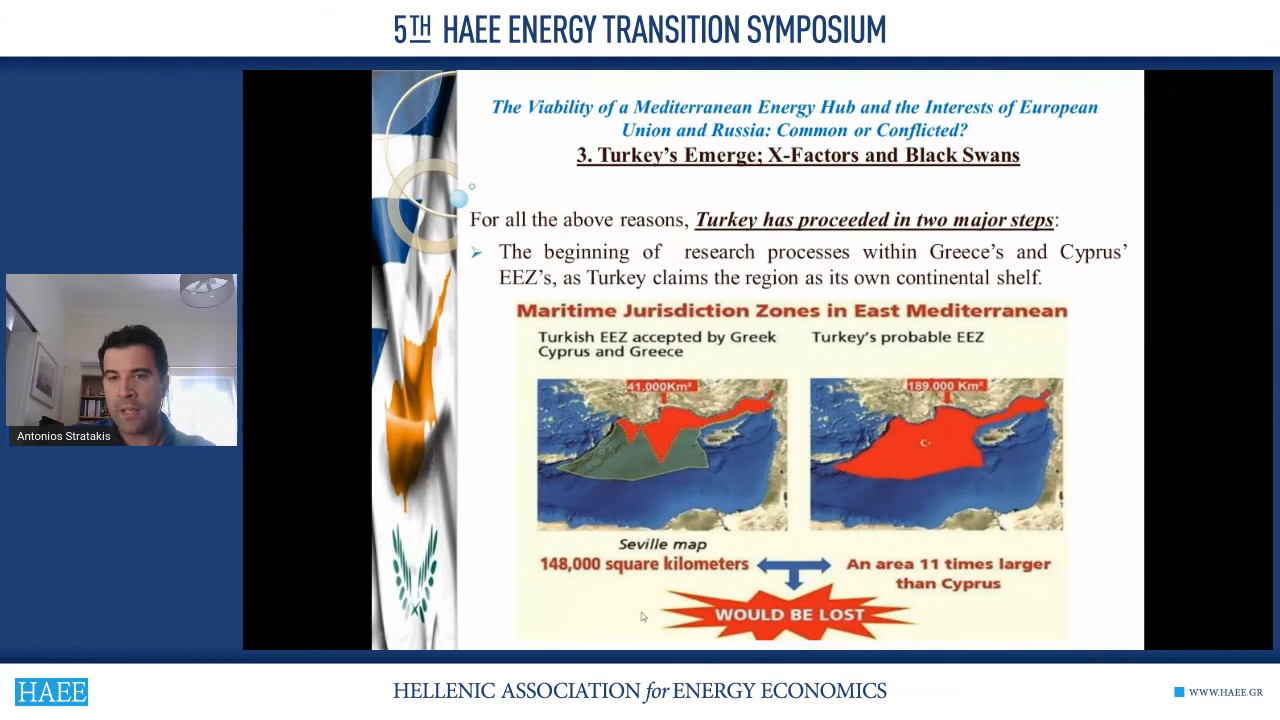 5TH HAEE ENERGY TRANSITION SYMPOSIUM
The Viability of a Mediterranean Energy Hub and the Interests of European
Union and Russia: Common or Conflicted?
3. Turkey's Emerge; X-Factors and Black Swans
For all the above reasons, Turkey has proceeded in two major steps:
➢ The beginning of research processes within Greece's and Cyprus'
EEZ's, as Turkey claims the region as its own continental shelf.
Maritime Jurisdiction Zones in East Mediterranean
Turkish EEZ accepted by Greek
Cyprus and Greece
Turkey's probable EEZ
41.000Km²
189.000 Km²
Seville map
148,000 square kilometers
An area 11 times larger
than Cyprus
WOULD BE LOST
Antonios Stratakis
HAEE
HELLENIC ASSOCIATION for ENERGY ECONOMICS
WWW.HAEE.GR